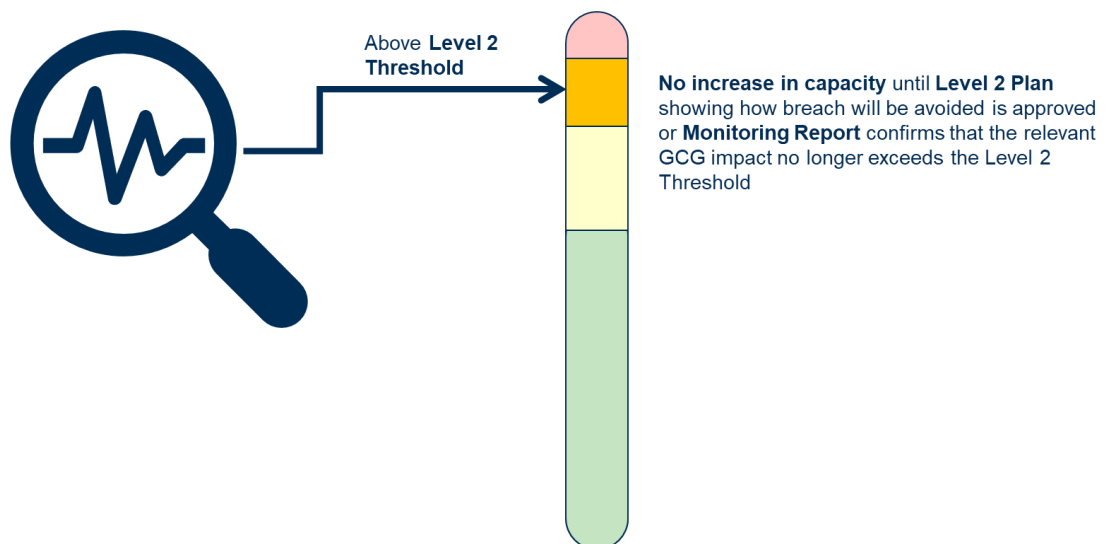 Above Level 2
Threshold
No increase in capacity until Level 2 Plan
showing how breach will be avoided is approved
or Monitoring Report confirms that the relevant
GCG impact no longer exceeds the Level 2
Threshold